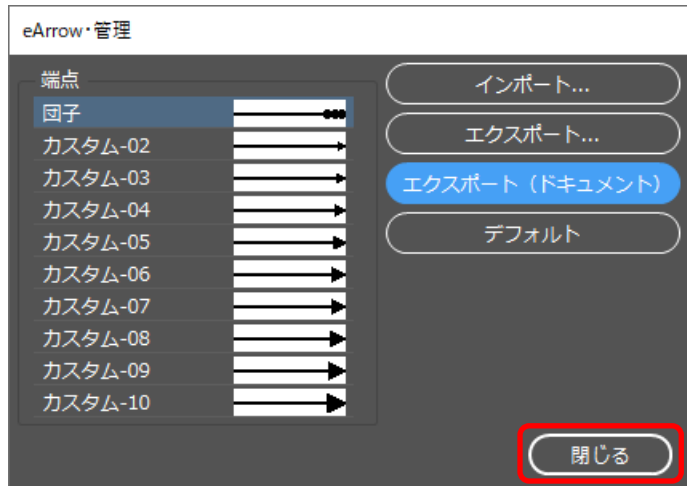 eArrow･管理
端点
団子
カスタム-02
カスタム-03
カスタム-04
カスタム-05
カスタム-06
カスタム-07
カスタム-08
カスタム-09
カスタム-10
インポート...
エクスポート...
エクスポート（ドキュメント）
デフォルト
閉じる